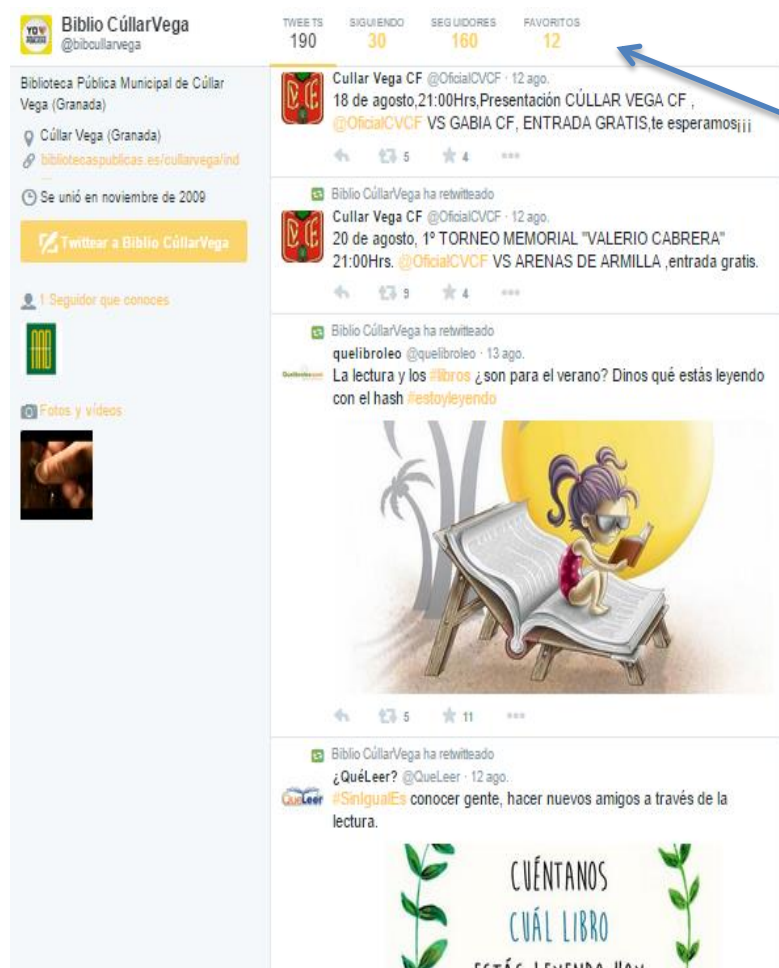 Biblio CúllarVega
@bibcullarvega
TWEETS SIGUIENDO SEGUIDORES FAVORITOS
190 30 160 12
Biblioteca Pública Municipal de Cúllar
Vega (Granada)
Cúllar Vega (Granada)
bibliotecaspublicas.es/cullarvega/ind
Se unió en noviembre de 2009
Twittear a Biblio CúllarVega
1 Seguidor que conoces
Fotos y vídeos
Cullar Vega CF @OficialCVCF · 12 ago.
18 de agosto,21:00Hrs,Presentación CÚLLAR VEGA CF ,
@OficialCVCF VS GABIA CF, ENTRADA GRATIS,te esperamos¡¡¡
5 4
Biblio CúllarVega ha retwitteado
Cullar Vega CF @OficialCVCF · 12 ago.
20 de agosto, 1º TORNEO MEMORIAL "VALERIO CABRERA"
21:00Hrs. @OficialCVCF VS ARENAS DE ARMILLA ,entrada gratis.
9 4
Biblio CúllarVega ha retwitteado
quelibroleo @quelibroleo · 13 ago.
La lectura y los #libros ¿son para el verano? Dinos qué estás leyendo
con el hash #estoyleyendo
5 11
Biblio CúllarVega ha retwitteado
¿QuéLeer? @QueLeer · 12 ago.
QueLeer #SinIgualEs conocer gente, hacer nuevos amigos a través de la
lectura.
CUÉNTANOS
CUÁL LIBRO
ESTÁS LEYENDO HOY